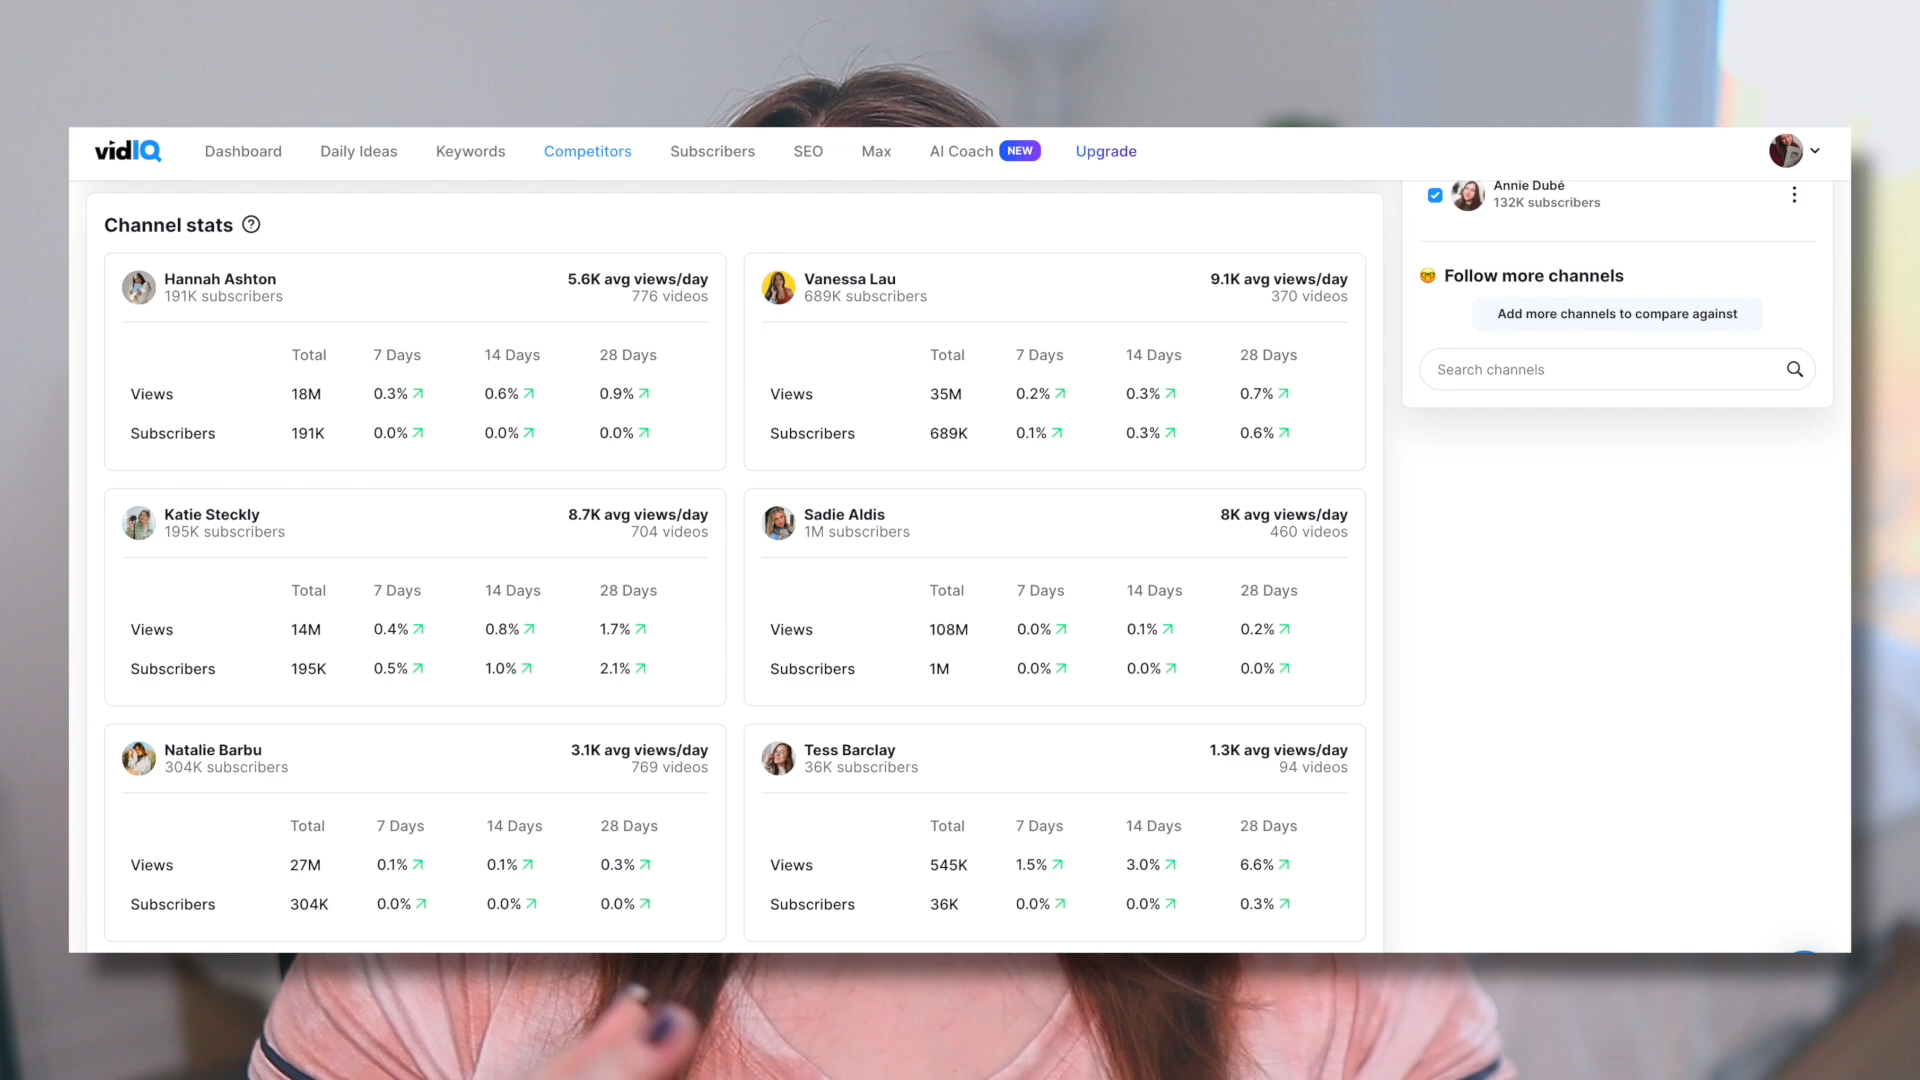 vidIQ Dashboard Daily Ideas Keywords Competitors Subscribers SEO Max AI Coach NEW Upgrade
Channel stats ?
Hannah Ashton 5.6K avg views/day
191K subscribers 776 videos
Total 7 Days 14 Days 28 Days
Views 18M 0.3% 0.6% 0.9%
Subscribers 191K 0.0% 0.0% 0.0%
Vanessa Lau 9.1K avg views/day
689K subscribers 370 videos
Total 7 Days 14 Days 28 Days
Views 35M 0.2% 0.3% 0.7%
Subscribers 689K 0.1% 0.3% 0.6%
Katie Steckly 8.7K avg views/day
195K subscribers 704 videos
Total 7 Days 14 Days 28 Days
Views 14M 0.4% 0.8% 1.7%
Subscribers 195K 0.5% 1.0% 2.1%
Sadie Aldis 8K avg views/day
1M subscribers 460 videos
Total 7 Days 14 Days 28 Days
Views 108M 0.0% 0.1% 0.2%
Subscribers 1M 0.0% 0.0% 0.0%
Natalie Barbu 3.1K avg views/day
304K subscribers 769 videos
Total 7 Days 14 Days 28 Days
Views 27M 0.1% 0.1% 0.3%
Subscribers 304K 0.0% 0.0% 0.0%
Tess Barclay 1.3K avg views/day
36K subscribers 94 videos
Total 7 Days 14 Days 28 Days
Views 545K 1.5% 3.0% 6.6%
Subscribers 36K 0.0% 0.0% 0.3%
Annie Dubé
132K subscribers
Follow more channels
Add more channels to compare against
Search channels